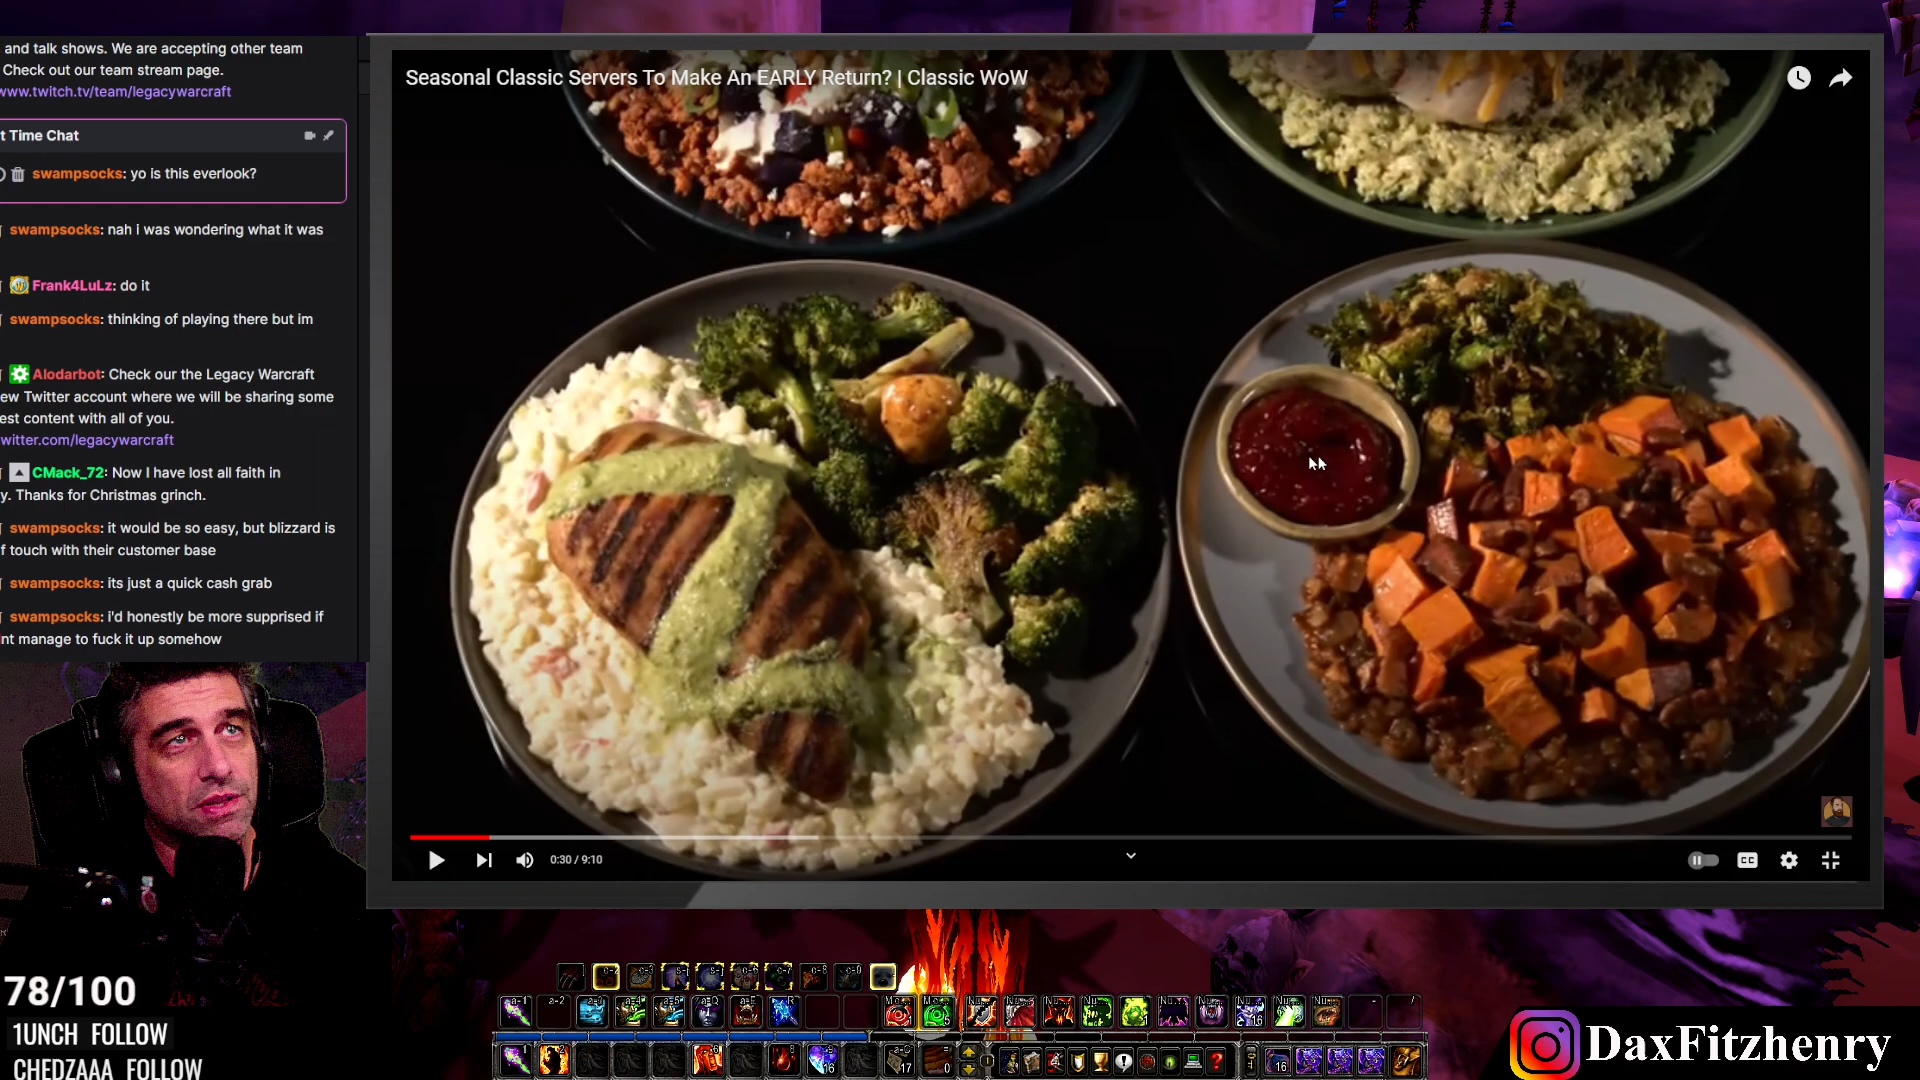 and talk shows. We are accepting other team
Check out our team stream page.
www.twitch.tv/team/legacywarcraft
t Time Chat
swampsocks: yo is this everlook?
swampsocks: nah i was wondering what it was
Frank4LuLz: do it
swampsocks: thinking of playing there but im
Alodarbot: Check our the Legacy Warcraft
ew Twitter account where we will be sharing some
est content with all of you.
witter.com/legacywarcraft
CMack_72: Now I have lost all faith in
y. Thanks for Christmas grinch.
swampsocks: it would be so easy, but blizzard is
f touch with their customer base
swampsocks: its just a quick cash grab
swampsocks: i'd honestly be more supprised if
nt manage to fuck it up somehow
Seasonal Classic Servers To Make An EARLY Return? | Classic WoW
0:30 / 9:10
CC
78/100
1UNCH FOLLOW
CHEDZAAA FOLLOW
DaxFitzhenry